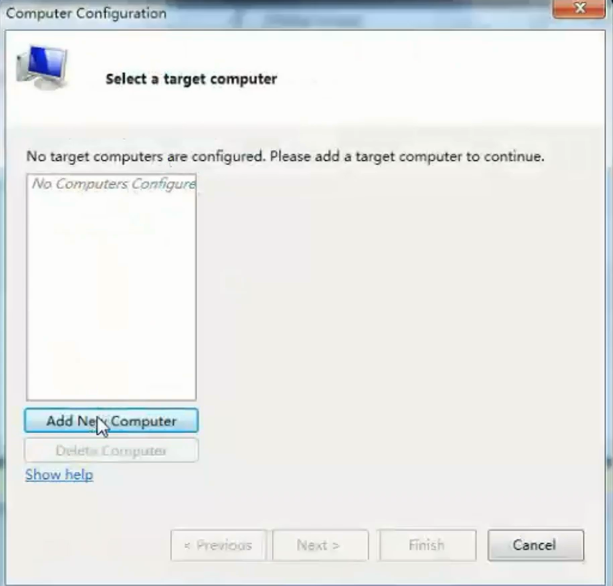 Computer Configuration
Select a target computer
No target computers are configured. Please add a target computer to continue.
No Computers Configure
Add New Computer
Delete Computer
Show help
< Previous
Next >
Finish
Cancel